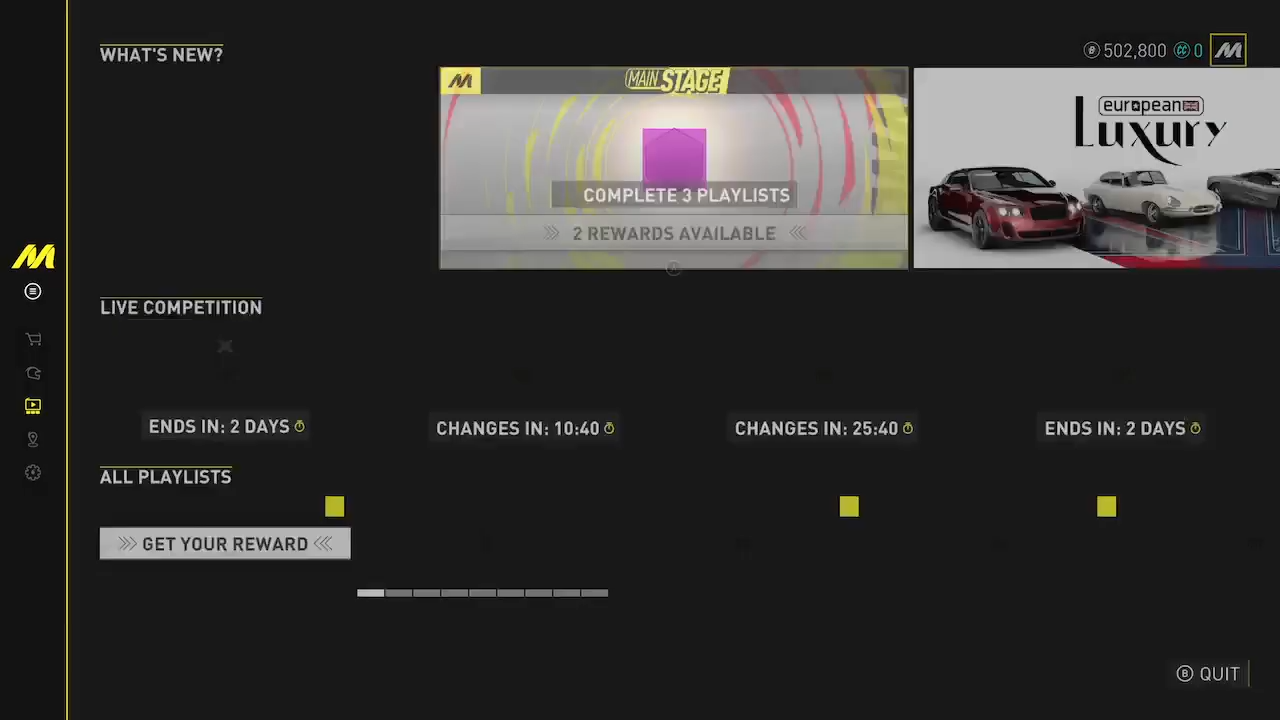 WHAT'S NEW?
502,800
0
MAIN STAGE
COMPLETE 3 PLAYLISTS
2 REWARDS AVAILABLE
european
Luxury
LIVE COMPETITION
ENDS IN: 2 DAYS
CHANGES IN: 10:40
CHANGES IN: 25:40
ENDS IN: 2 DAYS
ALL PLAYLISTS
GET YOUR REWARD
B QUIT